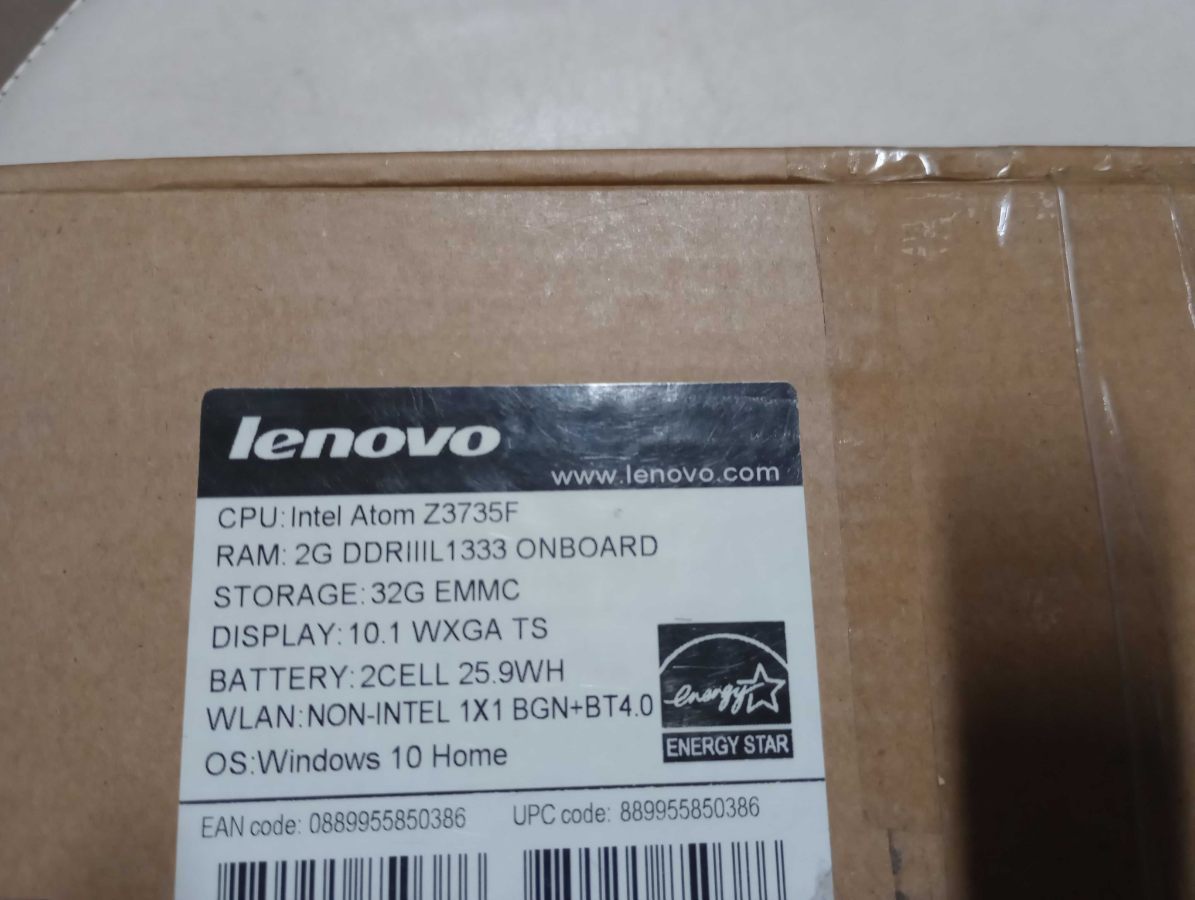 lenovo
www.lenovo.com
CPU:Intel Atom Z3735F
RAM: 2G DDRIIIL1333 ONBOARD
STORAGE:32G EMMC
DISPLAY:10.1 WXGA TS
BATTERY:2CELL 25.9WH
WLAN:NON-INTEL 1X1 BGN+BT4.0
OS:Windows 10 Home
energy
ENERGY STAR
EAN code: 0889955850386 UPC code: 889955850386